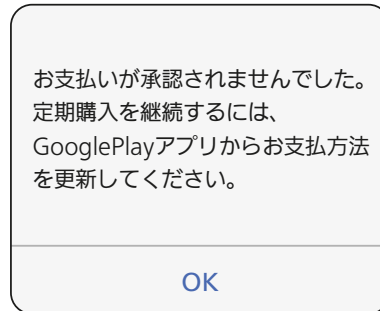 お支払いが承認されませんでした。
定期購入を継続するには、
GooglePlayアプリからお支払方法
を更新してください。
OK